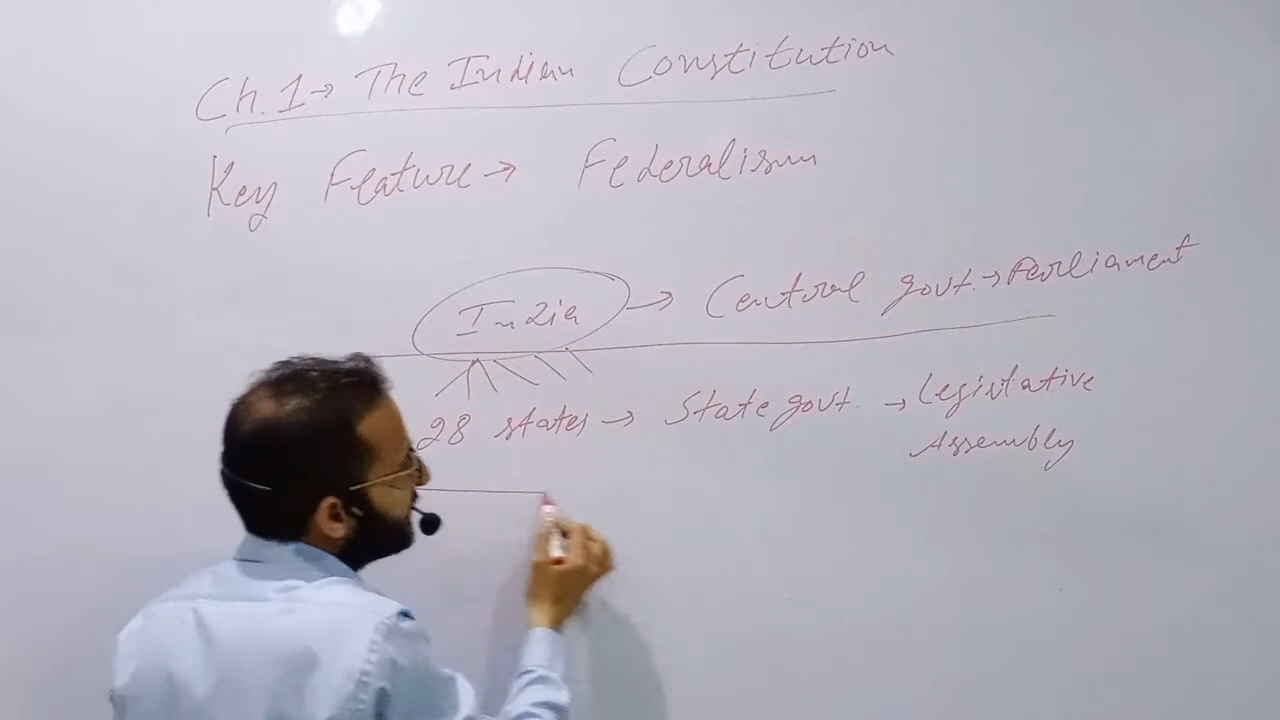 Ch.1→ The Indian Constitution
Key Feature→ Federalism
India → Central govt.→Parliament
28 states → State govt. → Legislative
Assembly